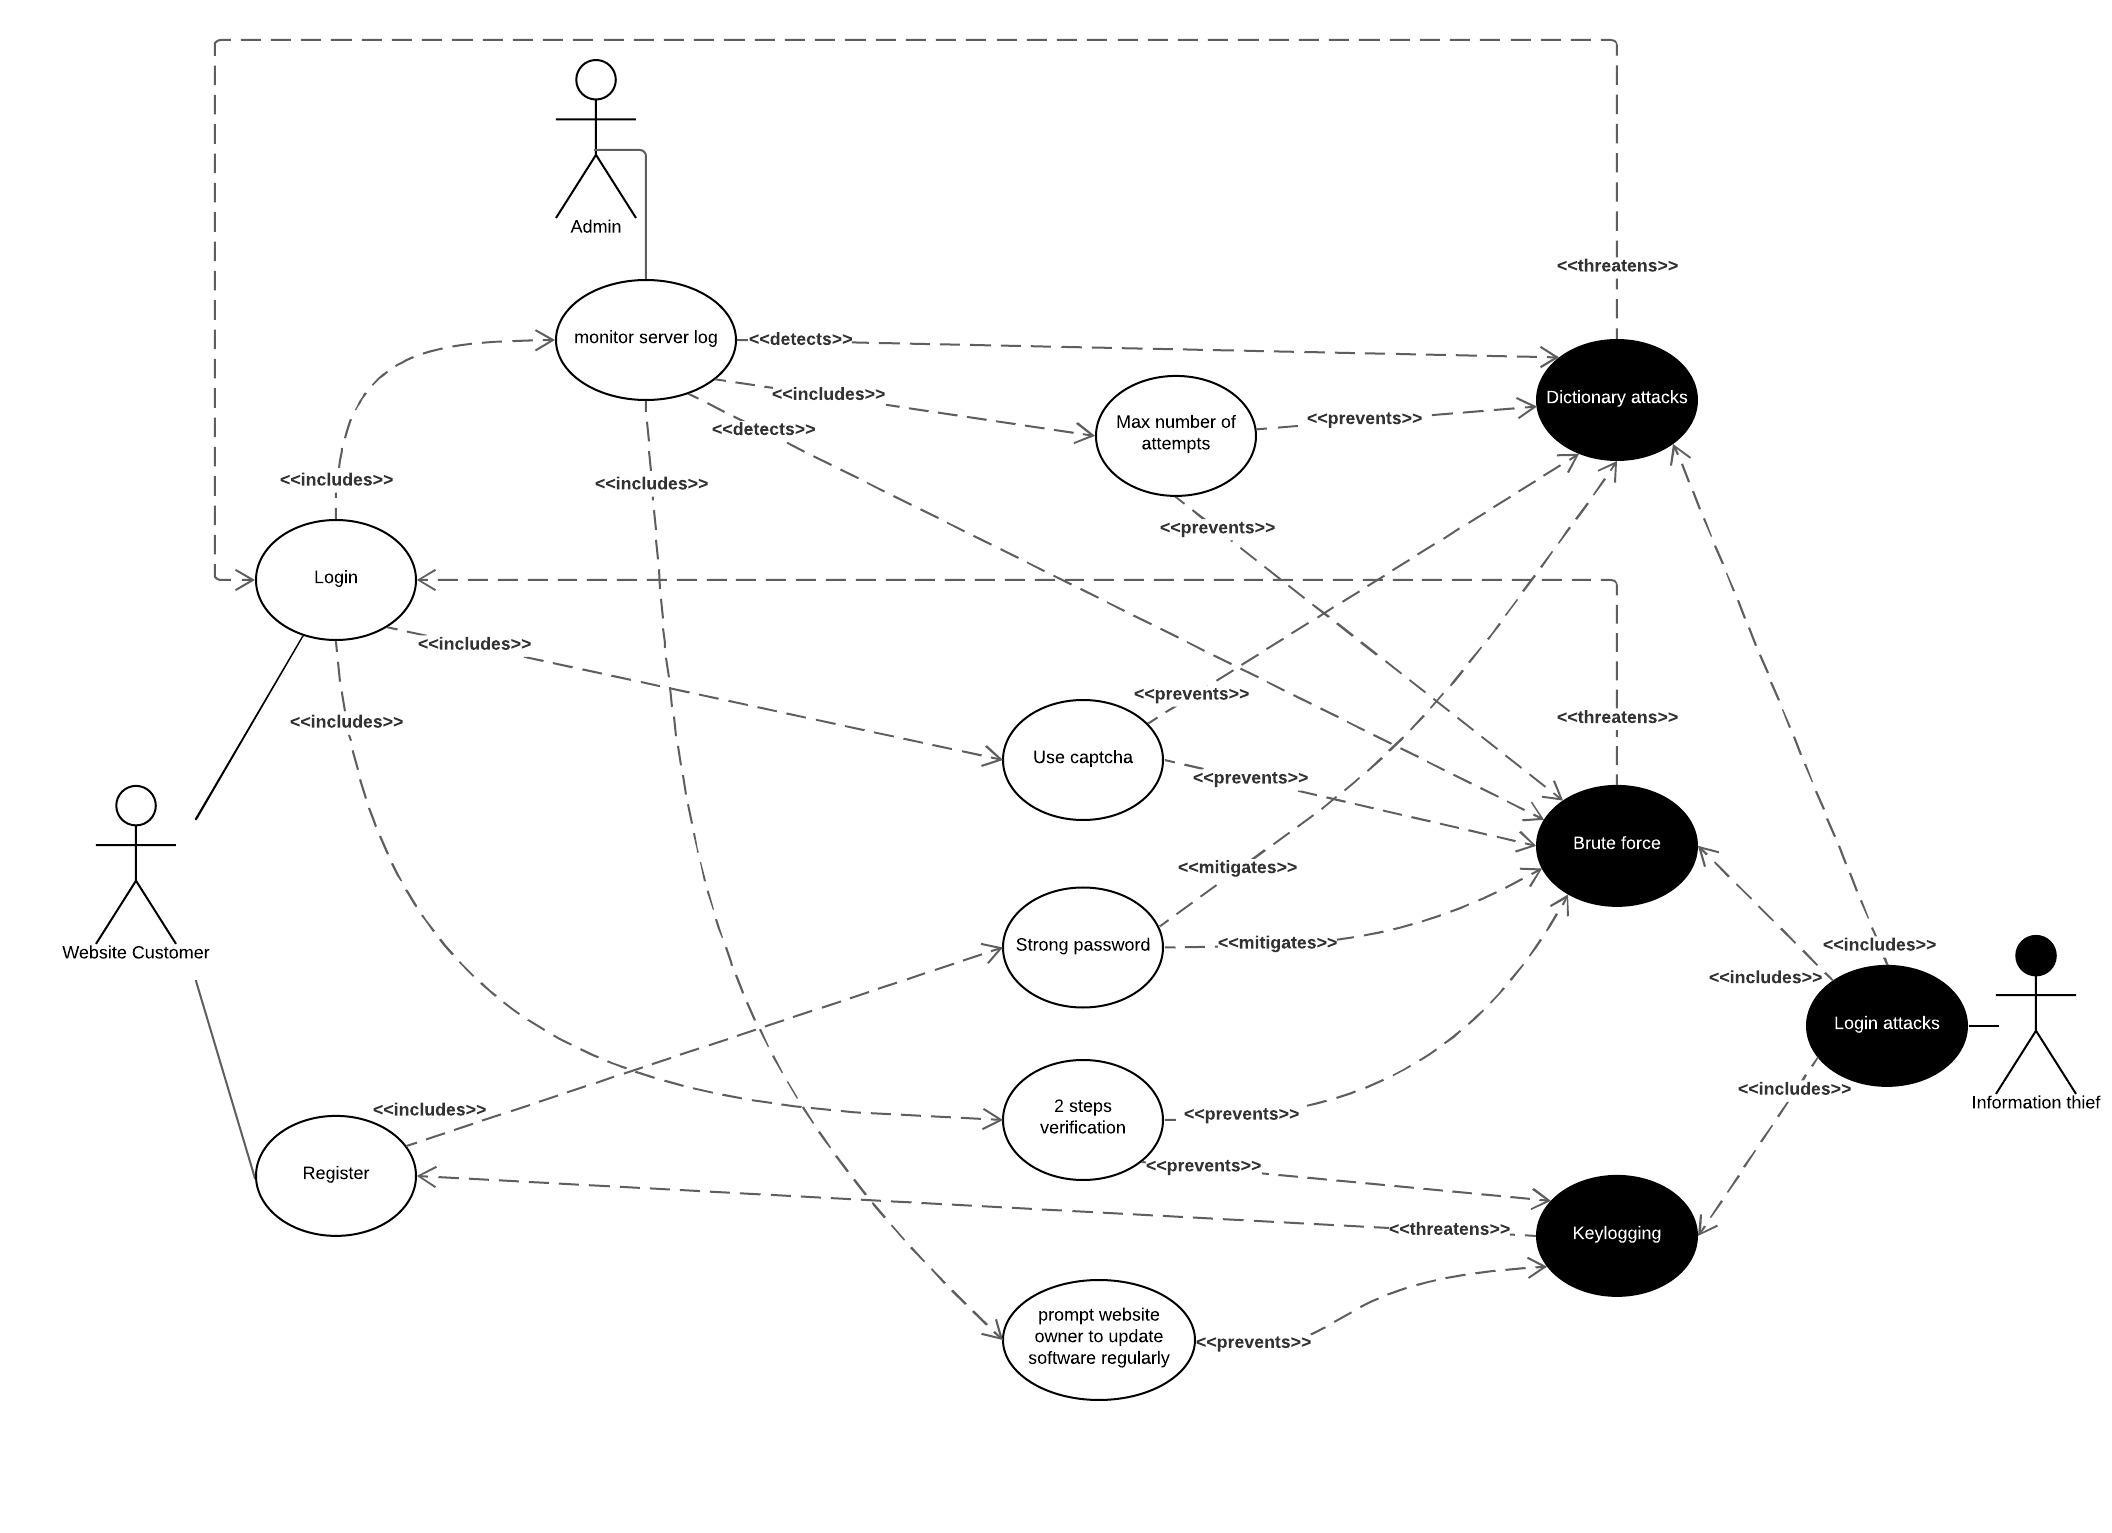 Admin
<<threatens>>
monitor server log
<<detects>>
<<includes>>
<<detects>>
Max number of
attempts
<<prevents>>
Dictionary attacks
<<includes>>
<<includes>>
<<prevents>>
Login
<<includes>>
<<includes>>
<<prevents>>
<<threatens>>
Use captcha
<<prevents>>
Brute force
<<mitigates>>
Website Customer
Strong password
<<mitigates>>
<<includes>>
<<includes>>
Login attacks
Information thief
<<includes>>
<<includes>>
2 steps
verification
<<prevents>>
<<prevents>>
Register
<<threatens>>
Keylogging
prompt website
owner to update
software regularly
<<prevents>>